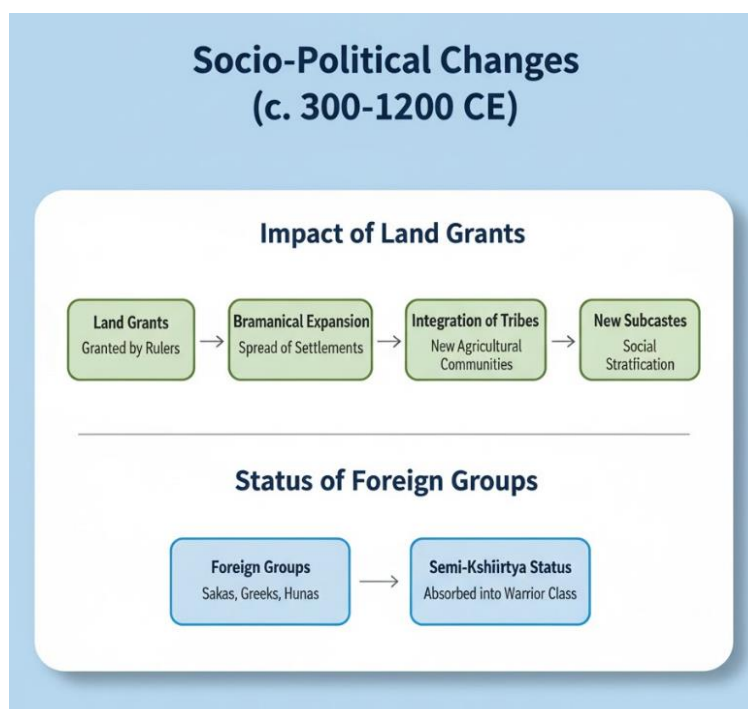 Socio-Political Changes
(c. 300-1200 CE)
Impact of Land Grants
Land Grants
Granted by Rulers
Bramanical Expansion
Spread of Settlements
Integration of Tribes
New Agricultural
Communities
New Subcastes
Social
Stratfication
Status of Foreign Groups
Foreign Groups
Sakas, Greeks, Hunas
Semi-Kshiirtya Status
Absorbed into Warrior Class